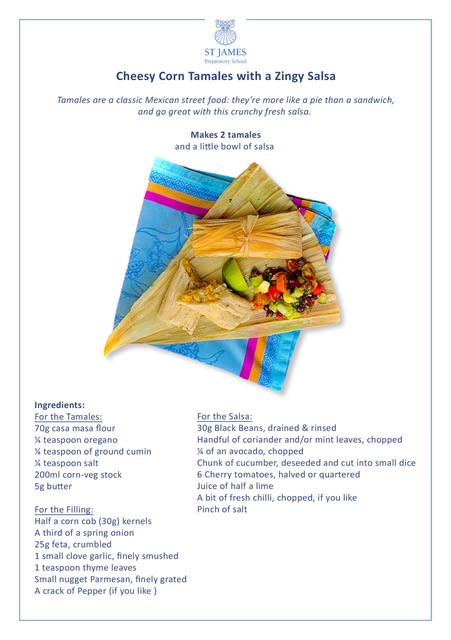 ST JAMES
Preparatory School
Cheesy Corn Tamales with a Zingy Salsa
Tamales are a classic Mexican street food: they're more like a pie than a sandwich,
and go great with this crunchy fresh salsa.
Makes 2 tamales
and a little bowl of salsa
Ingredients:
For the Tamales:
70g casa masa flour
¼ teaspoon oregano
¼ teaspoon of ground cumin
¼ teaspoon salt
200ml corn-veg stock
5g butter
For the Filling:
Half a corn cob (30g) kernels
A third of a spring onion
25g feta, crumbled
1 small clove garlic, finely smushed
1 teaspoon thyme leaves
Small nugget Parmesan, finely grated
A crack of Pepper (if you like )
For the Salsa:
30g Black Beans, drained & rinsed
Handful of coriander and/or mint leaves, chopped
¼ of an avocado, chopped
Chunk of cucumber, deseeded and cut into small dice
6 Cherry tomatoes, halved or quartered
Juice of half a lime
A bit of fresh chilli, chopped, if you like
Pinch of salt